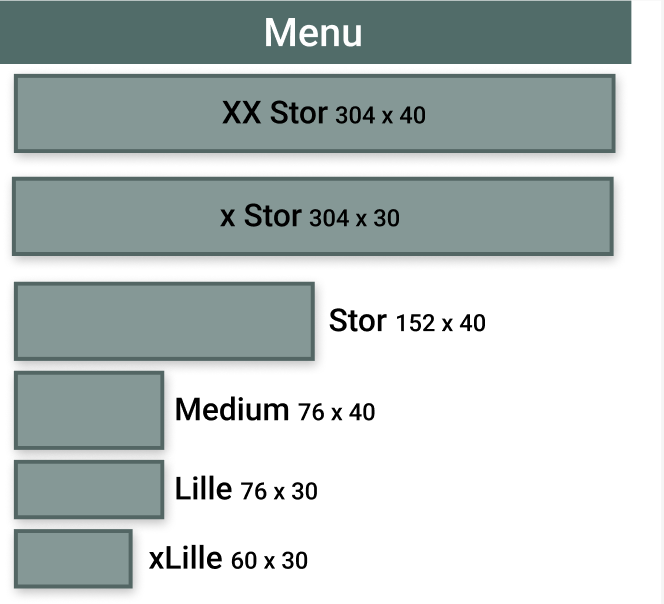 Menu
XX Stor 304 x 40
x Stor 304 x 30
Stor 152 x 40
Medium 76 x 40
Lille 76 x 30
xLille 60 x 30